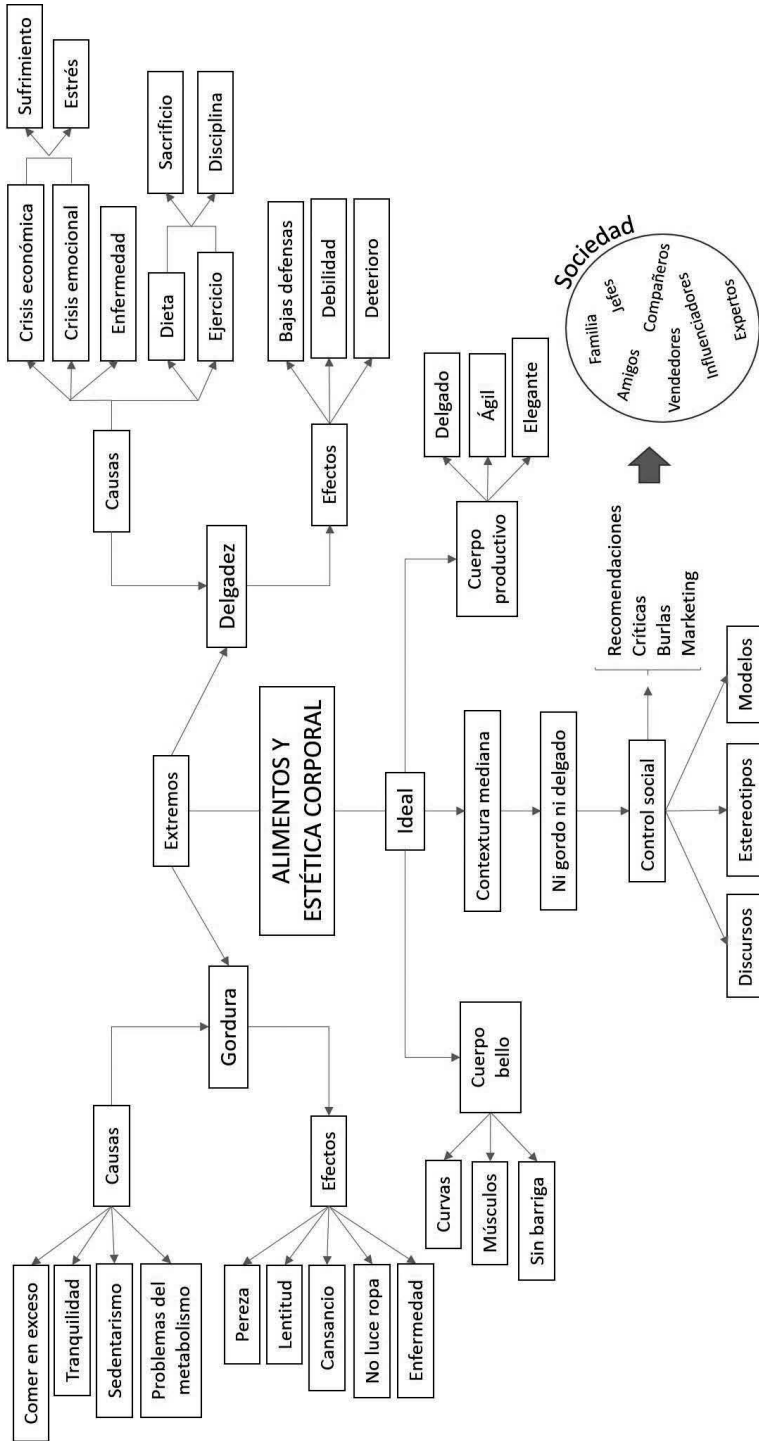 Comer en exceso
Tranquilidad
Sedentarismo
Problemas del
metabolismo
Causas
Gordura
Efectos
Pereza
Lentitud
Cansancio
No luce ropa
Enfermedad
Extremos
ALIMENTOS Y
ESTÉTICA CORPORAL
Delgadez
Causas
Crisis económica
Crisis emocional
Enfermedad
Sufrimiento
Estrés
Dieta
Ejercicio
Sacrificio
Disciplina
Efectos
Bajas defensas
Debilidad
Deterioro
Ideal
Cuerpo
bello
Curvas
Músculos
Sin barriga
Contextura mediana
Ni gordo ni delgado
Control social
Discursos
Estereotipos
Modelos
Recomendaciones
Críticas
Burlas
Marketing
Cuerpo
productivo
Delgado
Ágil
Elegante
Sociedad
Familia
Jefes
Amigos
Compañeros
Vendedores
Influenciadores
Expertos